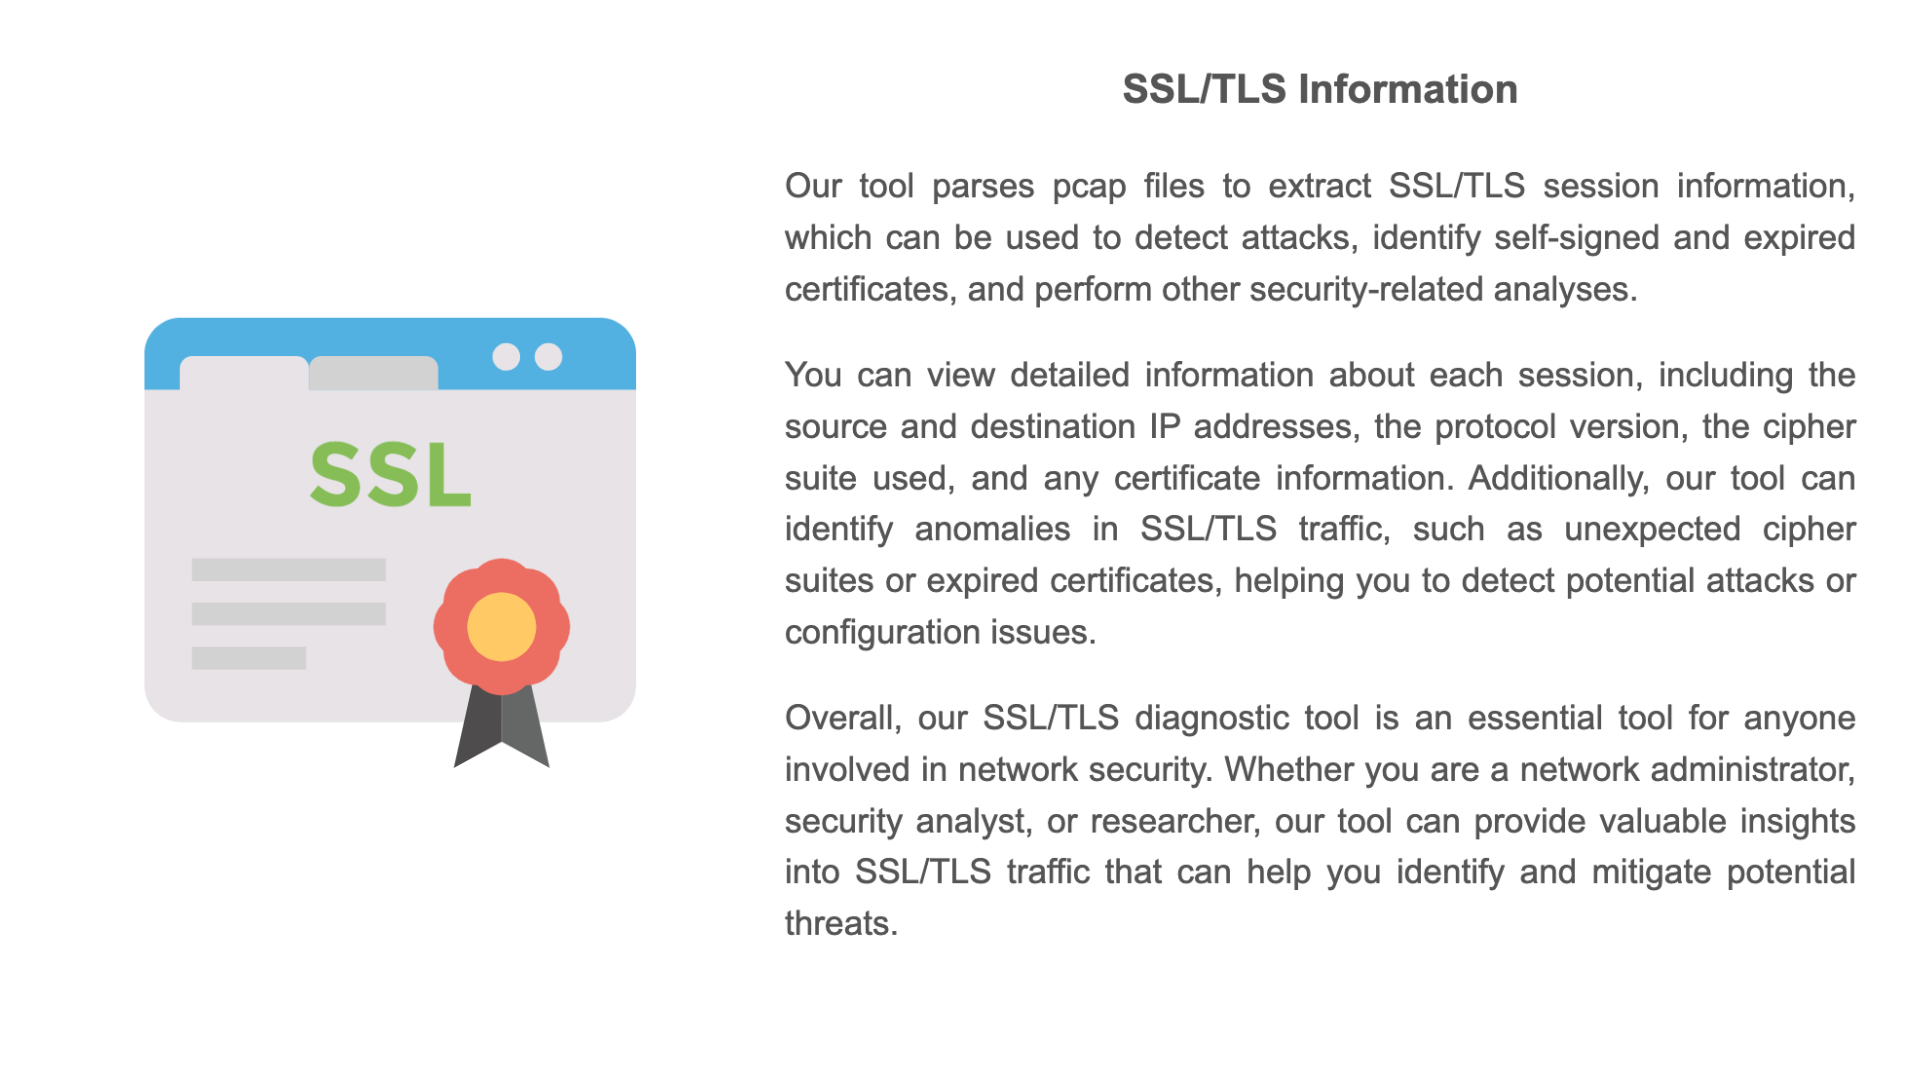 SSL/TLS Information
Our tool parses pcap files to extract SSL/TLS session information,
which can be used to detect attacks, identify self-signed and expired
certificates, and perform other security-related analyses.
You can view detailed information about each session, including the
source and destination IP addresses, the protocol version, the cipher
suite used, and any certificate information. Additionally, our tool can
identify anomalies in SSL/TLS traffic, such as unexpected cipher
suites or expired certificates, helping you to detect potential attacks or
configuration issues.
Overall, our SSL/TLS diagnostic tool is an essential tool for anyone
involved in network security. Whether you are a network administrator,
security analyst, or researcher, our tool can provide valuable insights
into SSL/TLS traffic that can help you identify and mitigate potential
threats.
SSL